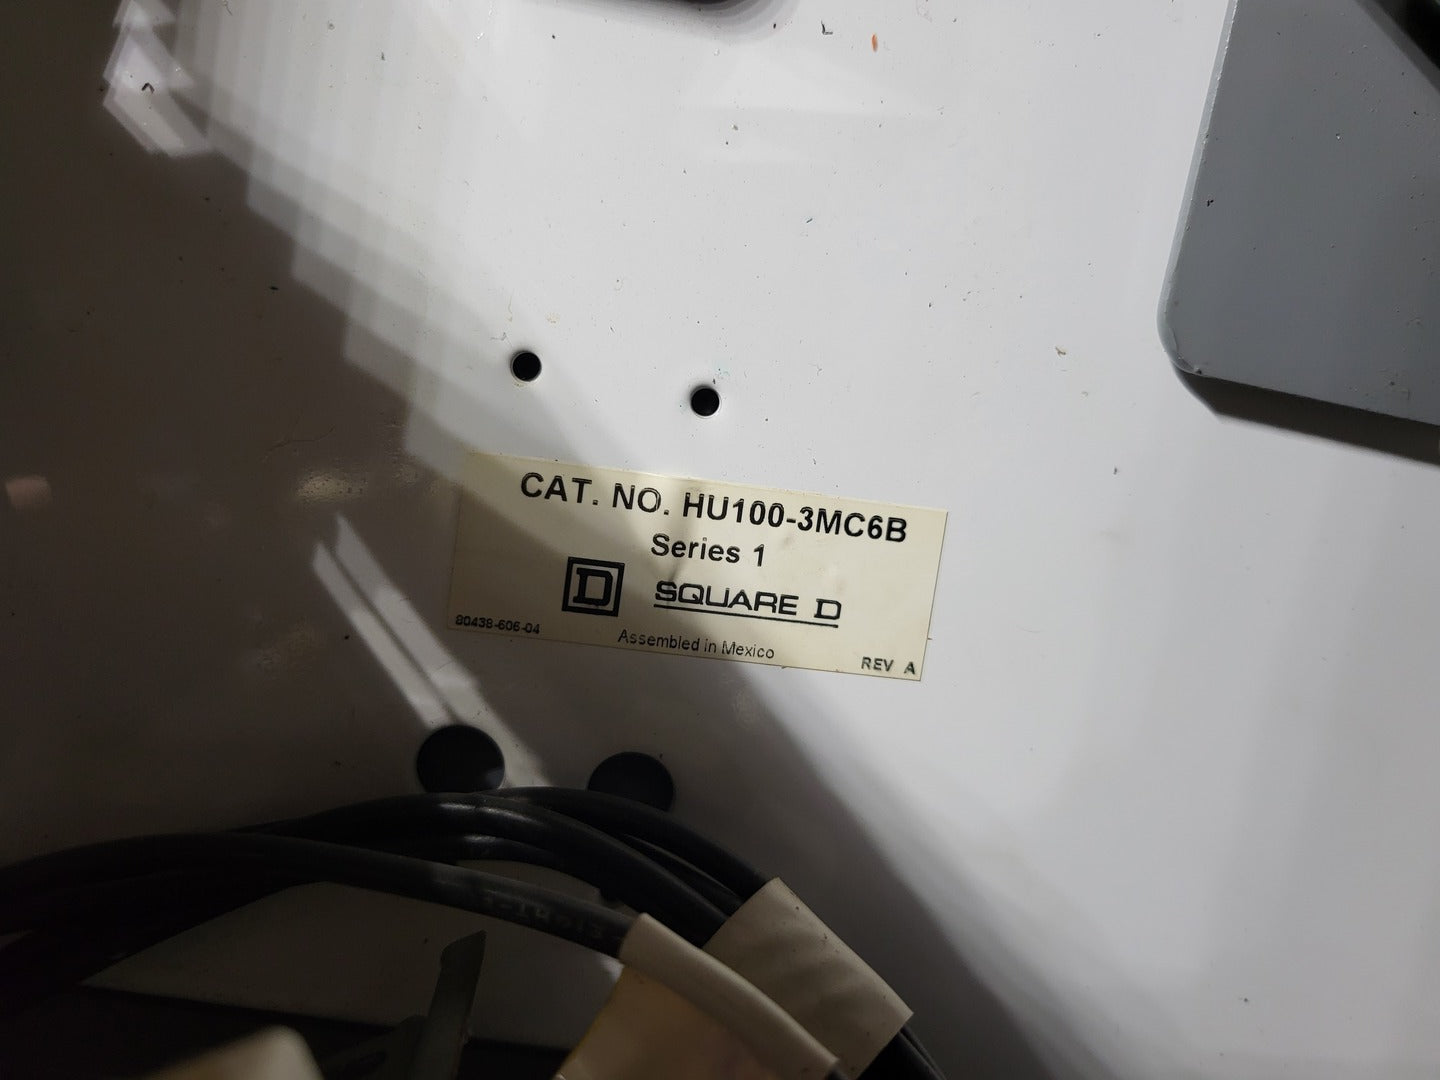 CAT. NO. HU100-3MC6B
Series 1
D SQUARE D
80438-606-04
Assembled in Mexico
REV A